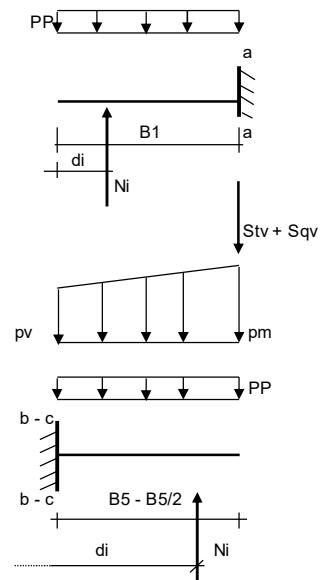 PP
a
B1
a
di
Ni
Stv + Sqv
pv pm
PP
b - c
b - c
B5 - B5/2
di Ni